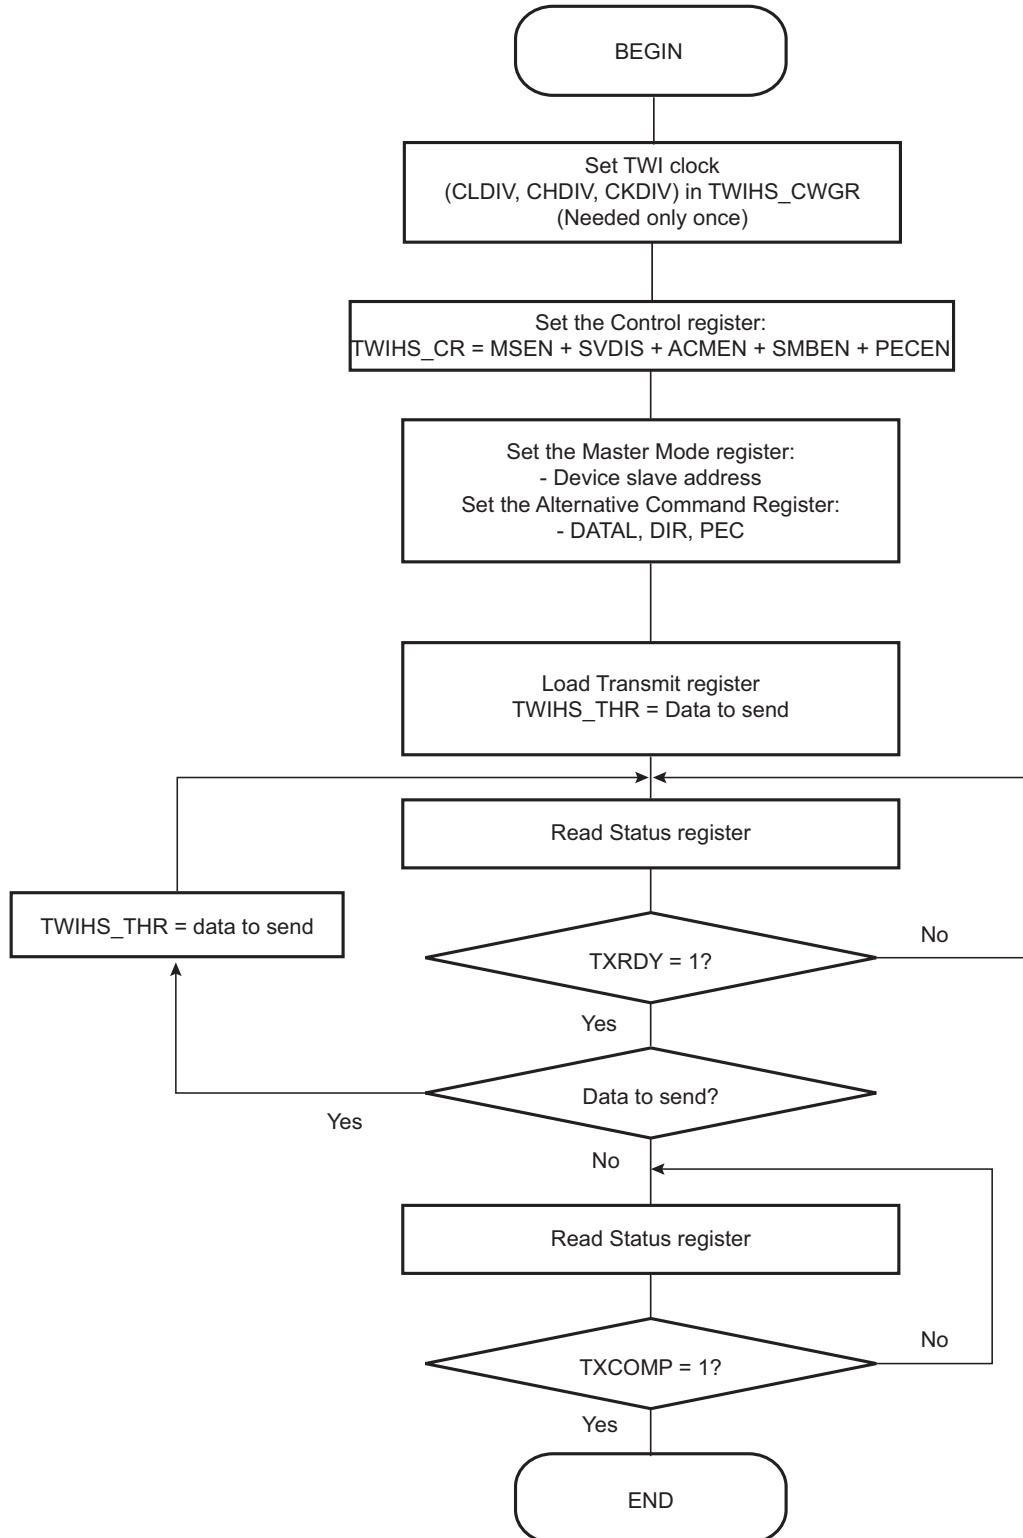 BEGIN
Set TWI clock
(CLDIV, CHDIV, CKDIV) in TWIHS_CWGR
(Needed only once)
Set the Control register:
TWIHS_CR = MSEN + SVDIS + ACMEN + SMBEN + PECEN
Set the Master Mode register:
- Device slave address
Set the Alternative Command Register:
- DATAL, DIR, PEC
Load Transmit register
TWIHS_THR = Data to send
Read Status register
TWIHS_THR = data to send
No
TXRDY = 1?
Yes
Data to send?
Yes
No
Read Status register
No
TXCOMP = 1?
Yes
END